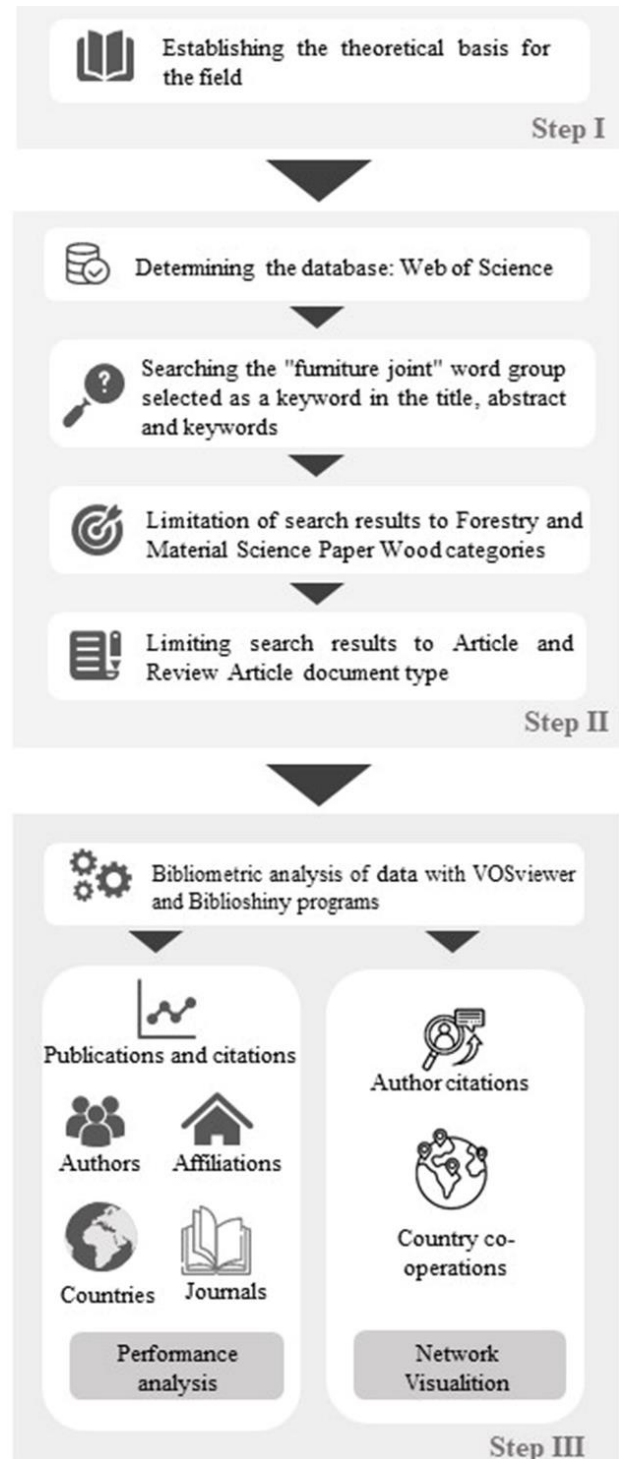 Establishing the theoretical basis for
the field
Step I
Determining the database: Web of Science
?
Searching the "furniture joint" word group
selected as a keyword in the title, abstract
and keywords
Limitation of search results to Forestry and
Material Science Paper Wood categories
Limiting search results to Article and
Review Article document type
Step II
Bibliometric analysis of data with VOSviewer
and Biblioshiny programs
Publications and citations
Authors
Affiliations
Countries
Journals
Performance
analysis
Author citations
Country co-
operations
Network
Visualition
Step III